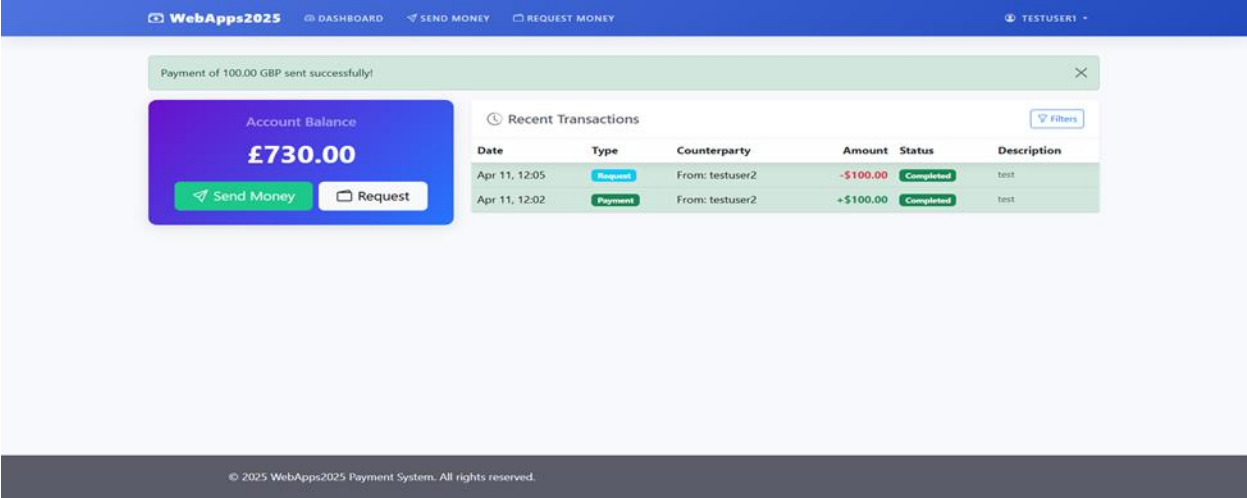 WebApps2025 DASHBOARD SEND MONEY REQUEST MONEY TESTUSER1
Payment of 100.00 GBP sent successfully!
Account Balance
£730.00
Send Money Request
Recent Transactions Filters
Date Type Counterparty Amount Status Description
Apr 11, 12:05 Request From: testuser2 -$100.00 Completed test
Apr 11, 12:02 Payment From: testuser2 +$100.00 Completed test
© 2025 WebApps2025 Payment System. All rights reserved.